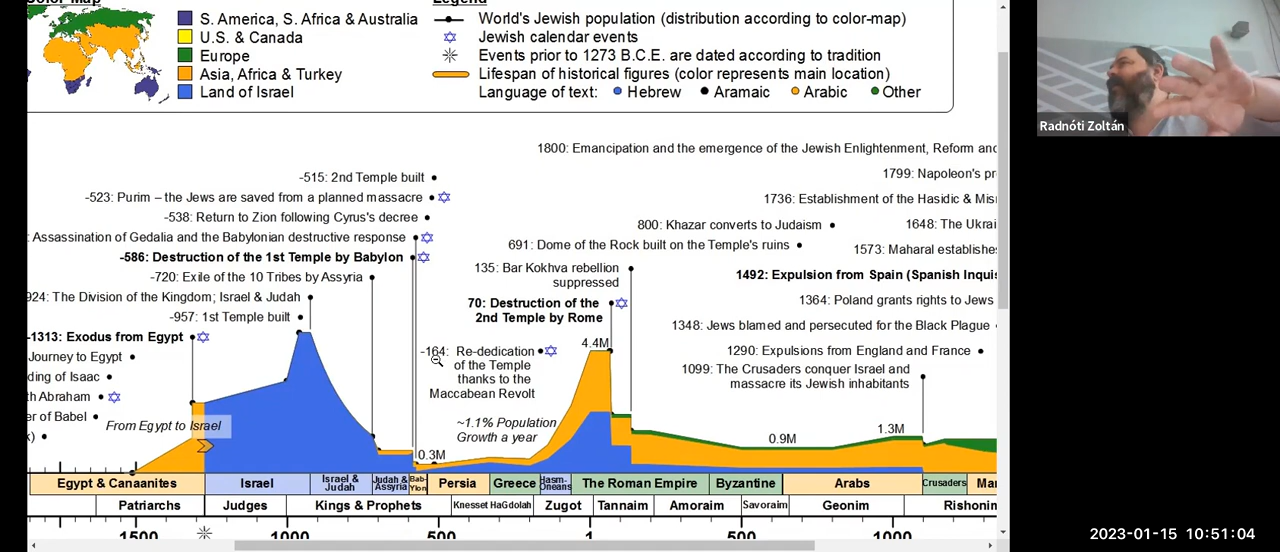 S. America, S. Africa & Australia
U.S. & Canada
Europe
Asia, Africa & Turkey
Land of Israel
World's Jewish population (distribution according to color-map)
Jewish calendar events
Events prior to 1273 B.C.E. are dated according to tradition
Lifespan of historical figures (color represents main location)
Language of text: Hebrew Aramaic Arabic Other
Radnóti Zoltán
1800: Emancipation and the emergence of the Jewish Enlightenment, Reform and
1799: Napoleon's pr
1736: Establishment of the Hasidic & Mis
1648: The Ukrai
1573: Maharal establishe
1492: Expulsion from Spain (Spanish Inqui
1364: Poland grants rights to Jews
1348: Jews blamed and persecuted for the Black Plague
1290: Expulsions from England and France
1099: The Crusaders conquer Israel and
massacre its Jewish inhabitants
800: Khazar converts to Judaism
691: Dome of the Rock built on the Temple's ruins
135: Bar Kokhva rebellion
suppressed
70: Destruction of the
2nd Temple by Rome
-164: Re-dedication
of the Temple
thanks to the
Maccabean Revolt
~1.1% Population
Growth a year
-515: 2nd Temple built
-523: Purim – the Jews are saved from a planned massacre
-538: Return to Zion following Cyrus's decree
: Assassination of Gedalia and the Babylonian destructive response
-586: Destruction of the 1st Temple by Babylon
-720: Exile of the 10 Tribes by Assyria
924: The Division of the Kingdom; Israel & Judah
-957: 1st Temple built
-1313: Exodus from Egypt
Journey to Egypt
ding of Isaac
th Abraham
er of Babel
k)
From Egypt to Israel
0.3M
4.4M
0.9M
1.3M
Egypt & Canaanites
Israel
Israel &
Judah
Judah &
Assyria
Bab-
ylon
Persia
Greece
Hasm-
oneans
The Roman Empire
Byzantine
Arabs
Crusaders
Mar
Patriarchs
Judges
Kings & Prophets
Knesset HaGdolah
Zugot
Tannaim
Amoraim
Savoraim
Geonim
Rishonin
1500
1000
500
1
500
1000
2023-01-15 10:51:04